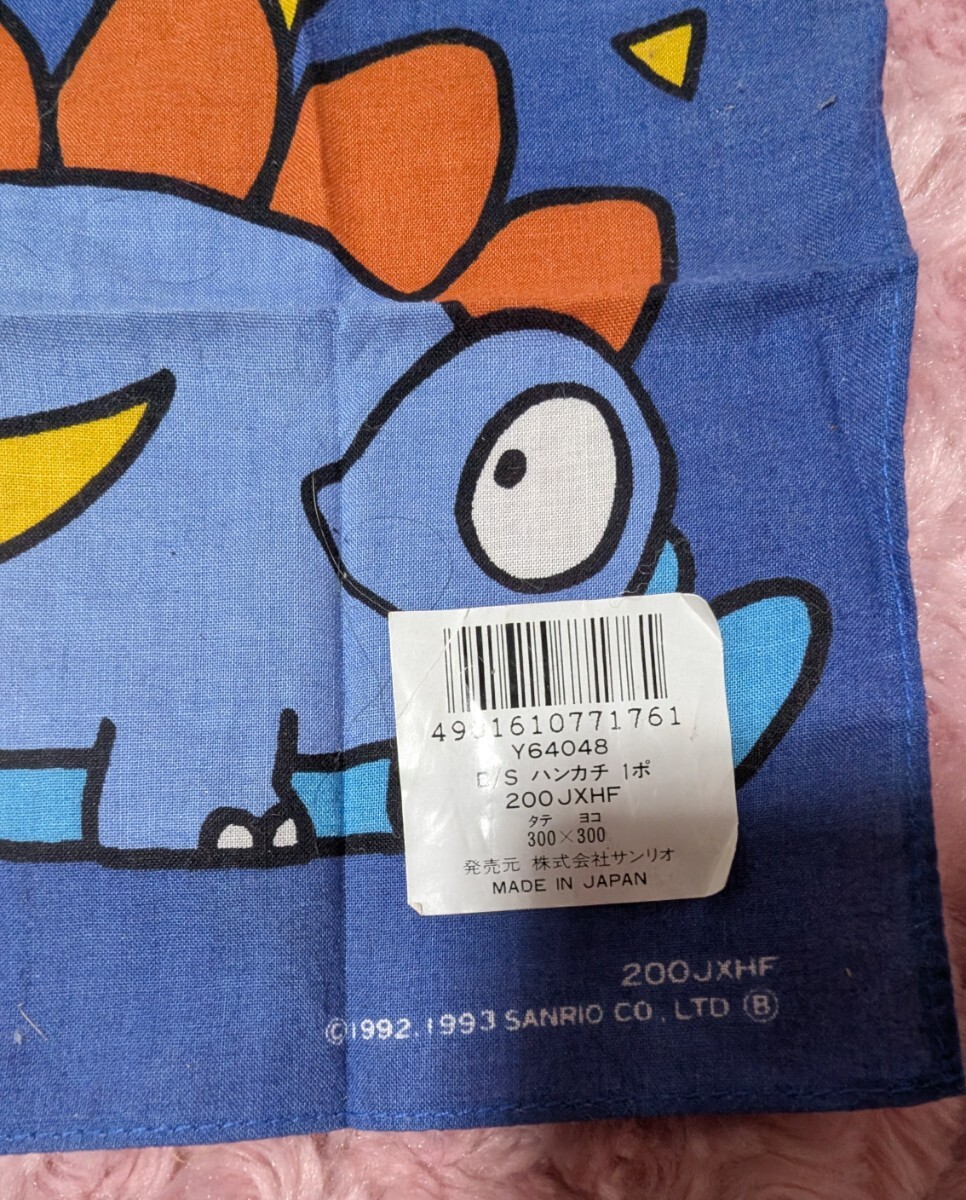 4901610771761
Y64048
D/S ハンカチ 1ポ
200JXHF
タテ ヨコ
300×300
発売元 株式会社サンリオ
MADE IN JAPAN
200JXHF
©1992.1993 SANRIO CO., LTD Ⓑ